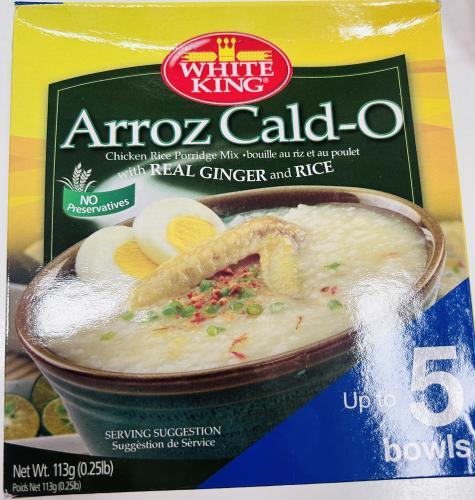 WHITE
KING®
Arroz Cald-O
Chicken Rice Porridge Mix • bouille au riz et au poulet
with REAL GINGER and RICE
NO
Preservatives
Up to 5
bowls
SERVING SUGGESTION
Suggèstion de Sèrvice
Net Wt. 113g (0.25lb)
Poids Net 113g (0.25lb)